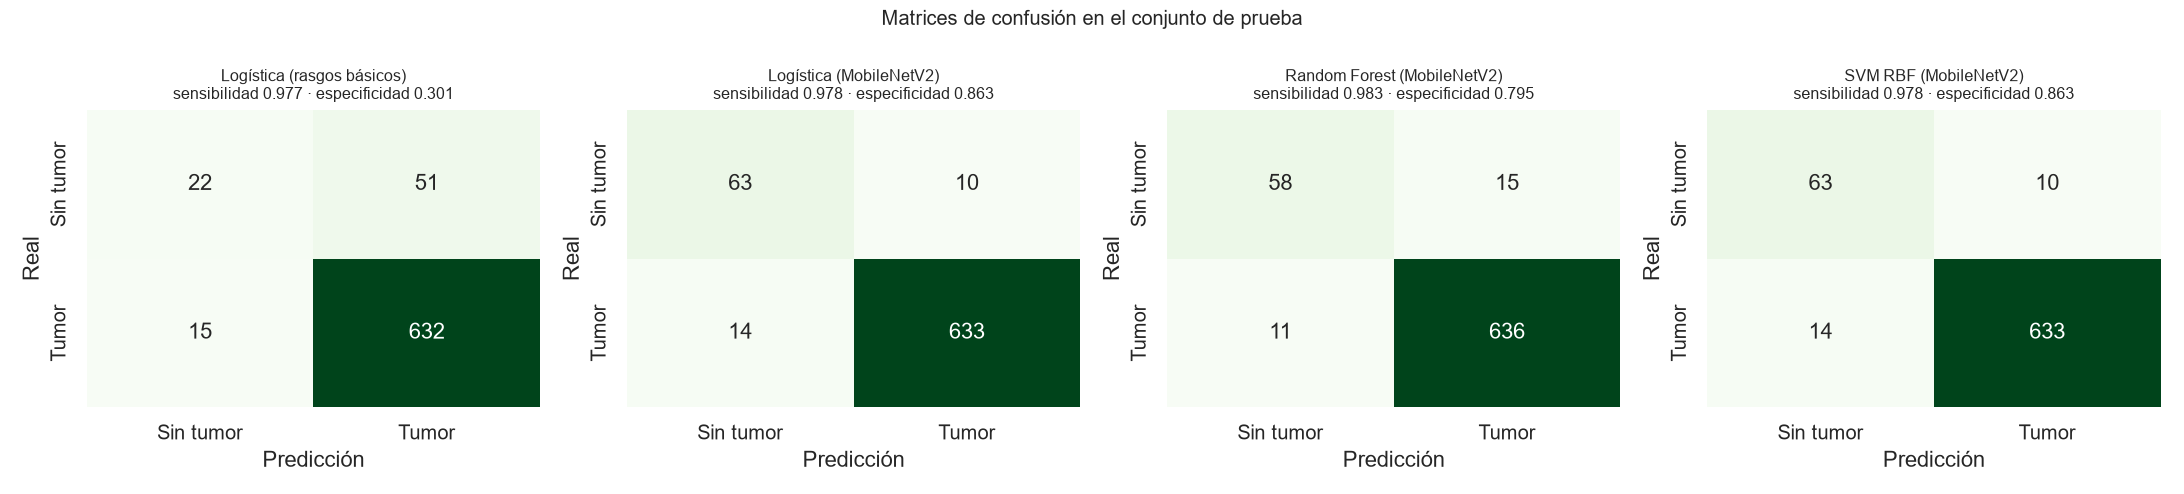 Matrices de confusión en el conjunto de prueba
Logística (rasgos básicos)
sensibilidad 0.977 · especificidad 0.301
Real
Sin tumor
Tumor
22
51
15
632
Sin tumor
Tumor
Predicción
Logística (MobileNetV2)
sensibilidad 0.978 · especificidad 0.863
Real
Sin tumor
Tumor
63
10
14
633
Sin tumor
Tumor
Predicción
Random Forest (MobileNetV2)
sensibilidad 0.983 · especificidad 0.795
Real
Sin tumor
Tumor
58
15
11
636
Sin tumor
Tumor
Predicción
SVM RBF (MobileNetV2)
sensibilidad 0.978 · especificidad 0.863
Real
Sin tumor
Tumor
63
10
14
633
Sin tumor
Tumor
Predicción